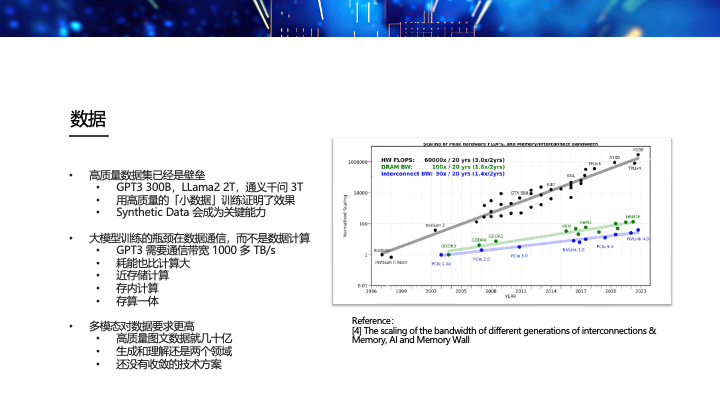 数据
高质量数据集已经是壁垒
GPT3 300B，LLama2 2T，通义千问 3T
用高质量的「小数据」训练证明了效果
Synthetic Data 会成为关键能力
大模型训练的瓶颈在数据通信，而不是数据计算
GPT3 需要通信带宽 1000 多 TB/s
耗能也比计算大
近存储计算
存内计算
存算一体
多模态对数据要求更高
高质量图文数据就几十亿
生成和理解还是两个领域
还没有收敛的技术方案
Scaling of Peak hardware FLOPS, and Memory/Interconnect Bandwidth
HW FLOPS: 60000x / 20 yrs (3.0x/2yrs)
DRAM BW: 100x / 20 yrs (1.6x/2yrs)
Interconnect BW: 30x / 20 yrs (1.4x/2yrs)
Normalized Scaling
1000000
10000
100
1
0.01
R10000
Pentium II Xeon
Itanium 2
GTX 580
K40
KNL
TPUv3
A100
H100
TPUv4
GDDR3
GDDR4
GDDR5
HBM
HBM2
HBM2E
PCIe 1.0a
PCIe 2.0
PCIe 3.0
NVLink 1.0
PCIe 5.0
NVLink 4.0
1996 1999 2002 2005 2008 2011 2014 2017 2020 2023
YEAR
Reference:
[4] The scaling of the bandwidth of different generations of interconnections &
Memory, AI and Memory Wall